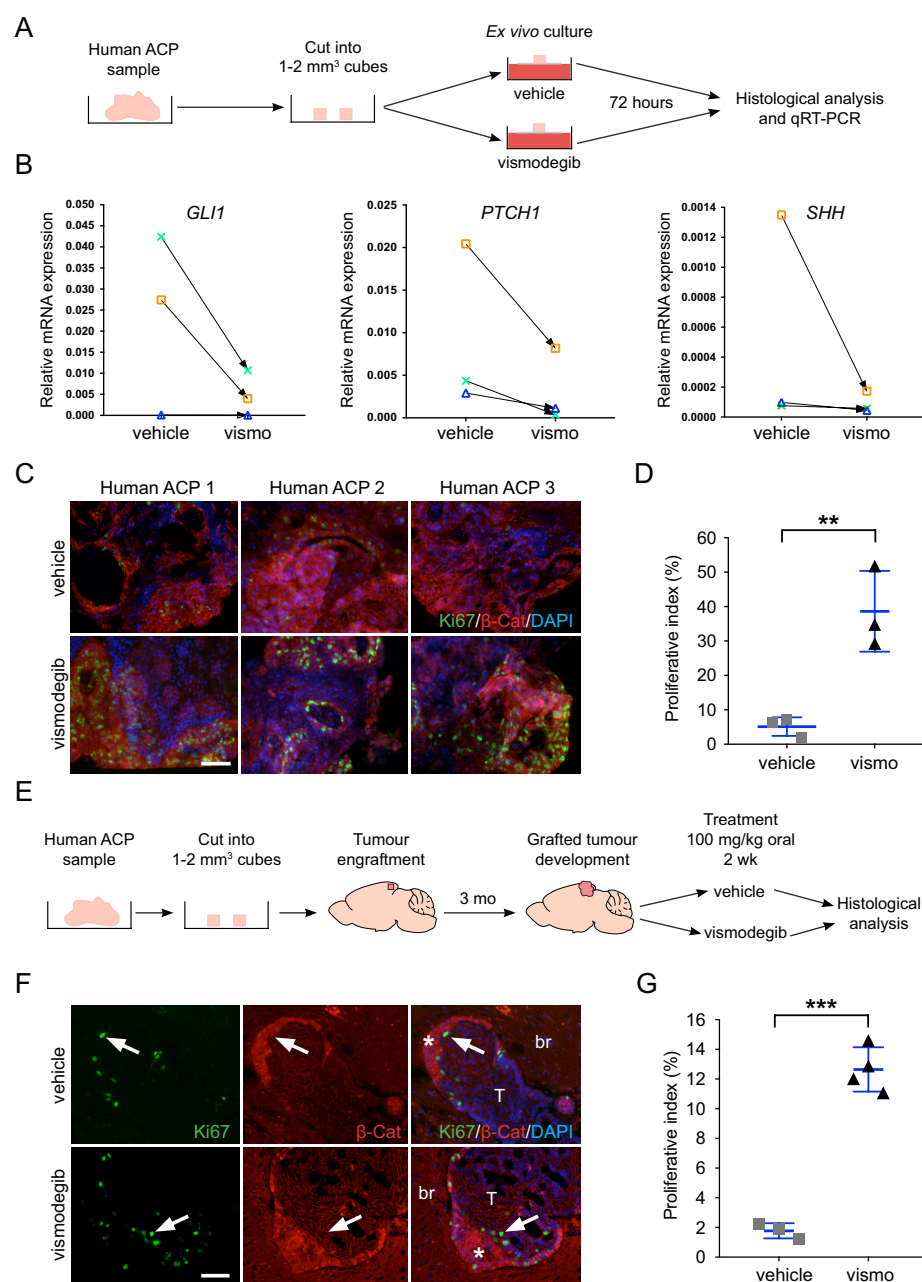 A
Human ACP
sample
Cut into
1-2 mm³ cubes
Ex vivo culture
vehicle
72 hours
vismodegib
Histological analysis
and qRT-PCR
B
GLI1
Relative mRNA expression
0.050
0.045
0.040
0.035
0.030
0.025
0.020
0.015
0.010
0.005
0.000
vehicle
vismo
PTCH1
Relative mRNA expression
0.025
0.020
0.015
0.010
0.005
0.000
vehicle
vismo
SHH
Relative mRNA expression
0.0014
0.0012
0.0010
0.0008
0.0006
0.0004
0.0002
0.0000
vehicle
vismo
C
Human ACP 1
Human ACP 2
Human ACP 3
vehicle
Ki67/β-Cat/DAPI
vismodegib
D
**
Proliferative index (%)
60
50
40
30
20
10
0
vehicle
vismo
E
Human ACP
sample
Cut into
1-2 mm³ cubes
Tumour
engraftment
3 mo
Grafted tumour
development
Treatment
100 mg/kg oral
2 wk
vehicle
vismodegib
Histological
analysis
F
vehicle
Ki67
β-Cat
*
br
T
Ki67/β-Cat/DAPI
vismodegib
br
T
*
G
***
Proliferative index (%)
16
14
12
10
8
6
4
2
0
vehicle
vismo